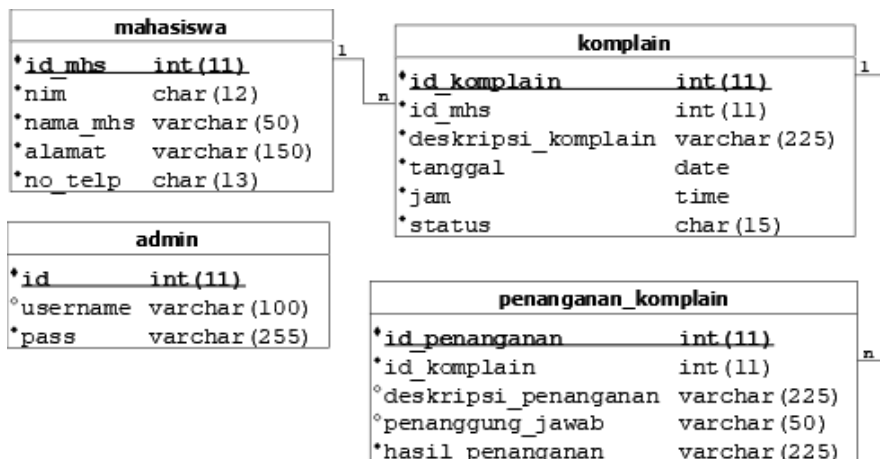 mahasiswa
id_mhs int(11)
nim char(12)
nama_mhs varchar(50)
alamat varchar(150)
no_telp char(13)
1
n
komplain
id_komplain int(11)
id_mhs int(11)
deskripsi_komplain varchar(225)
tanggal date
jam time
status char(15)
1
admin
id int(11)
username varchar(100)
pass varchar(255)
penanganan_komplain
id_penanganan int(11)
id_komplain int(11)
deskripsi_penanganan varchar(225)
penanggung_jawab varchar(50)
hasil_penanganan varchar(225)
n